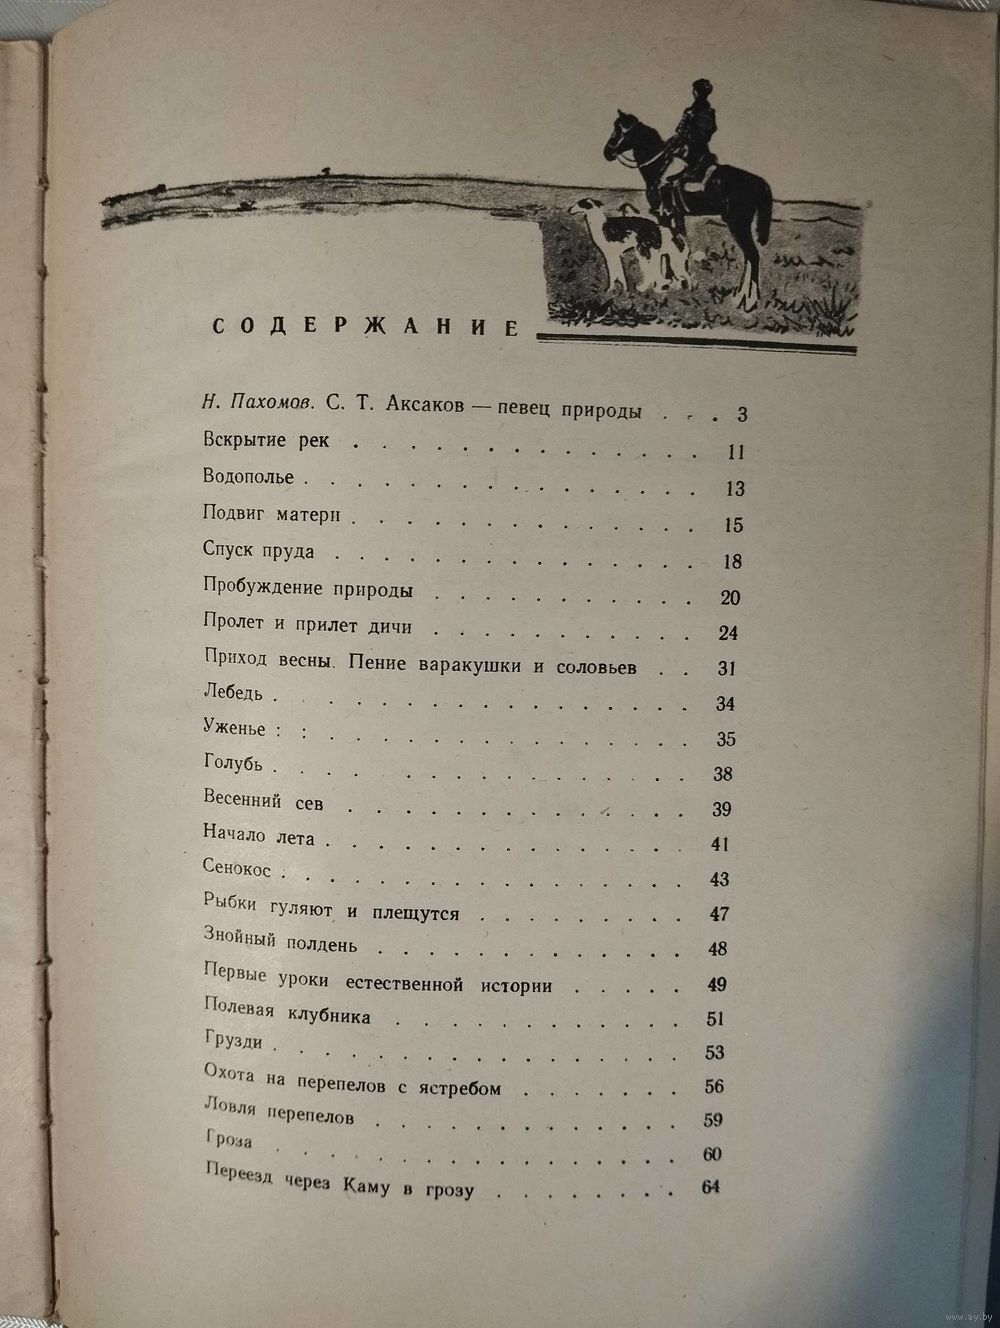 СОДЕРЖАНИЕ
Н. Пахомов. С. Т. Аксаков — певец природы . . . 3
Вскрытие рек . . . . . . . . . . . . . 11
Водополье . . . . . . . . . . . . . . . 13
Подвиг матери . . . . . . . . . . . . . 15
Спуск пруда . . . . . . . . . . . . . . 18
Пробуждение природы . . . . . . . . . . 20
Пролет и прилет дичи . . . . . . . . . . 24
Приход весны. Пение варакушки и соловьев . . 31
Лебедь . . . . . . . . . . . . . . . . 34
Уженье : : . . . . . . . . . . . . . . 35
Голубь . . . . . . . . . . . . . . . 38
Весенний сев . . . . . . . . . . . . . 39
Начало лета . . . . . . . . . . . . . . 41
Сенокос . . . . . . . . . . . . . . . . 43
Рыбки гуляют и плещутся . . . . . . . . . 47
Знойный полдень . . . . . . . . . . . . 48
Первые уроки естественной истории . . . . . 49
Полевая клубника . . . . . . . . . . . . 51
Грузди . . . . . . . . . . . . . . . . 53
Охота на перепелов с ястребом . . . . . . . 56
Ловля перепелов . . . . . . . . . . . . 59
Гроза . . . . . . . . . . . . . . . . 60
Переезд через Каму в грозу . . . . . . . . 64
www.ay.by